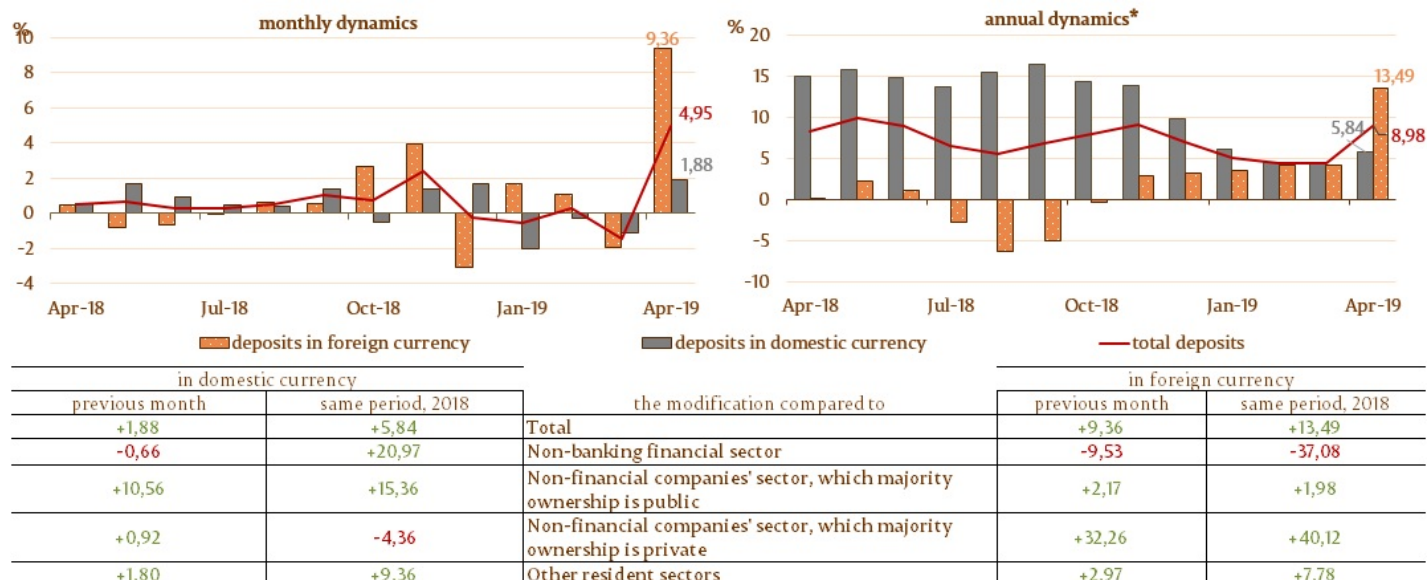 monthly dynamics
%
10
8
6
4
2
0
-2
-4
9,36
4,95
1,88
Apr-18 Jul-18 Oct-18 Jan-19 Apr-19
annual dynamics*
% 20
15
10
5
0
-5
-10
13,49
5,84
8,98
Apr-18 Jul-18 Oct-18 Jan-19 Apr-19
deposits in foreign currency deposits in domestic currency total deposits
in domestic currency in foreign currency
previous month same period, 2018 the modification compared to previous month same period, 2018
+1,88 +5,84 Total +9,36 +13,49
-0,66 +20,97 Non-banking financial sector -9,53 -37,08
+10,56 +15,36 Non-financial companies' sector, which majority
ownership is public +2,17 +1,98
+0,92 -4,36 Non-financial companies' sector, which majority
ownership is private +32,26 +40,12
+1,80 +9,36 Other resident sectors +2,97 +7,78